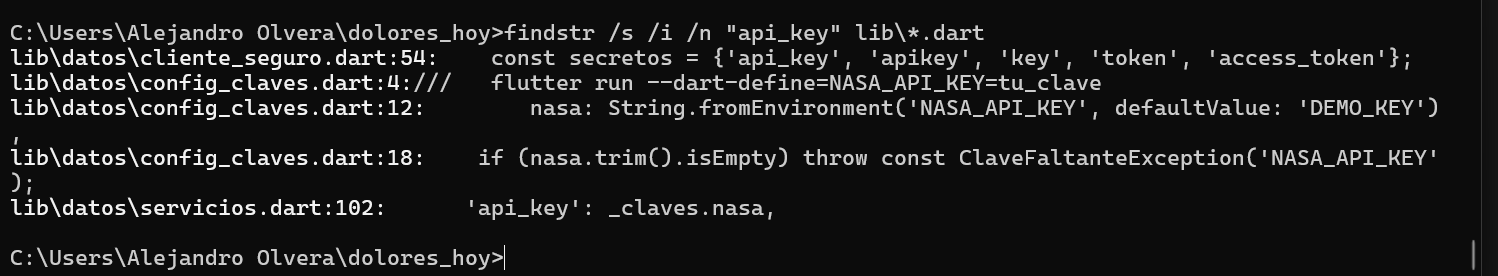 C:\Users\Alejandro Olvera\dolores_hoy>findstr /s /i /n "api_key" lib\*.dart
lib\datos\cliente_seguro.dart:54:    const secretos = {'api_key', 'apikey', 'key', 'token', 'access_token'};
lib\datos\config_claves.dart:4:///   flutter run --dart-define=NASA_API_KEY=tu_clave
lib\datos\config_claves.dart:12:        nasa: String.fromEnvironment('NASA_API_KEY', defaultValue: 'DEMO_KEY')
,
lib\datos\config_claves.dart:18:    if (nasa.trim().isEmpty) throw const ClaveFaltanteException('NASA_API_KEY'
);
lib\datos\servicios.dart:102:      'api_key': _claves.nasa,
C:\Users\Alejandro Olvera\dolores_hoy>